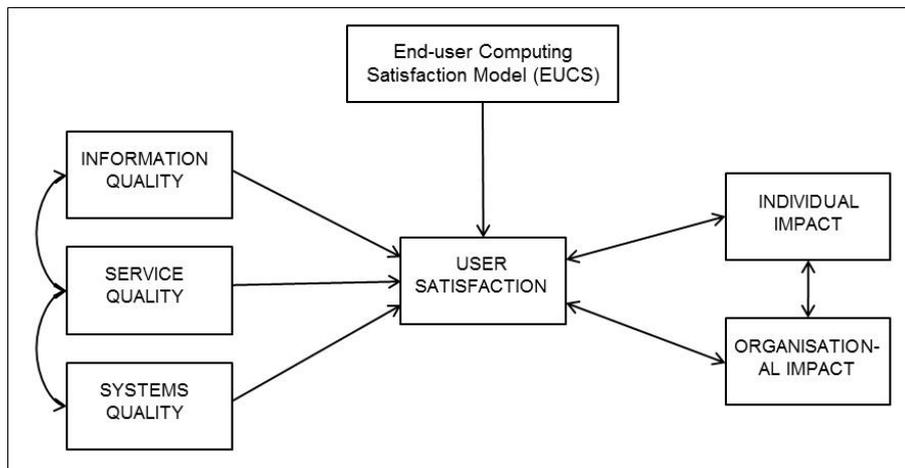 End-user Computing
Satisfaction Model (EUCS)
INFORMATION
QUALITY
SERVICE
QUALITY
SYSTEMS
QUALITY
USER
SATISFACTION
INDIVIDUAL
IMPACT
ORGANISATION-
AL IMPACT